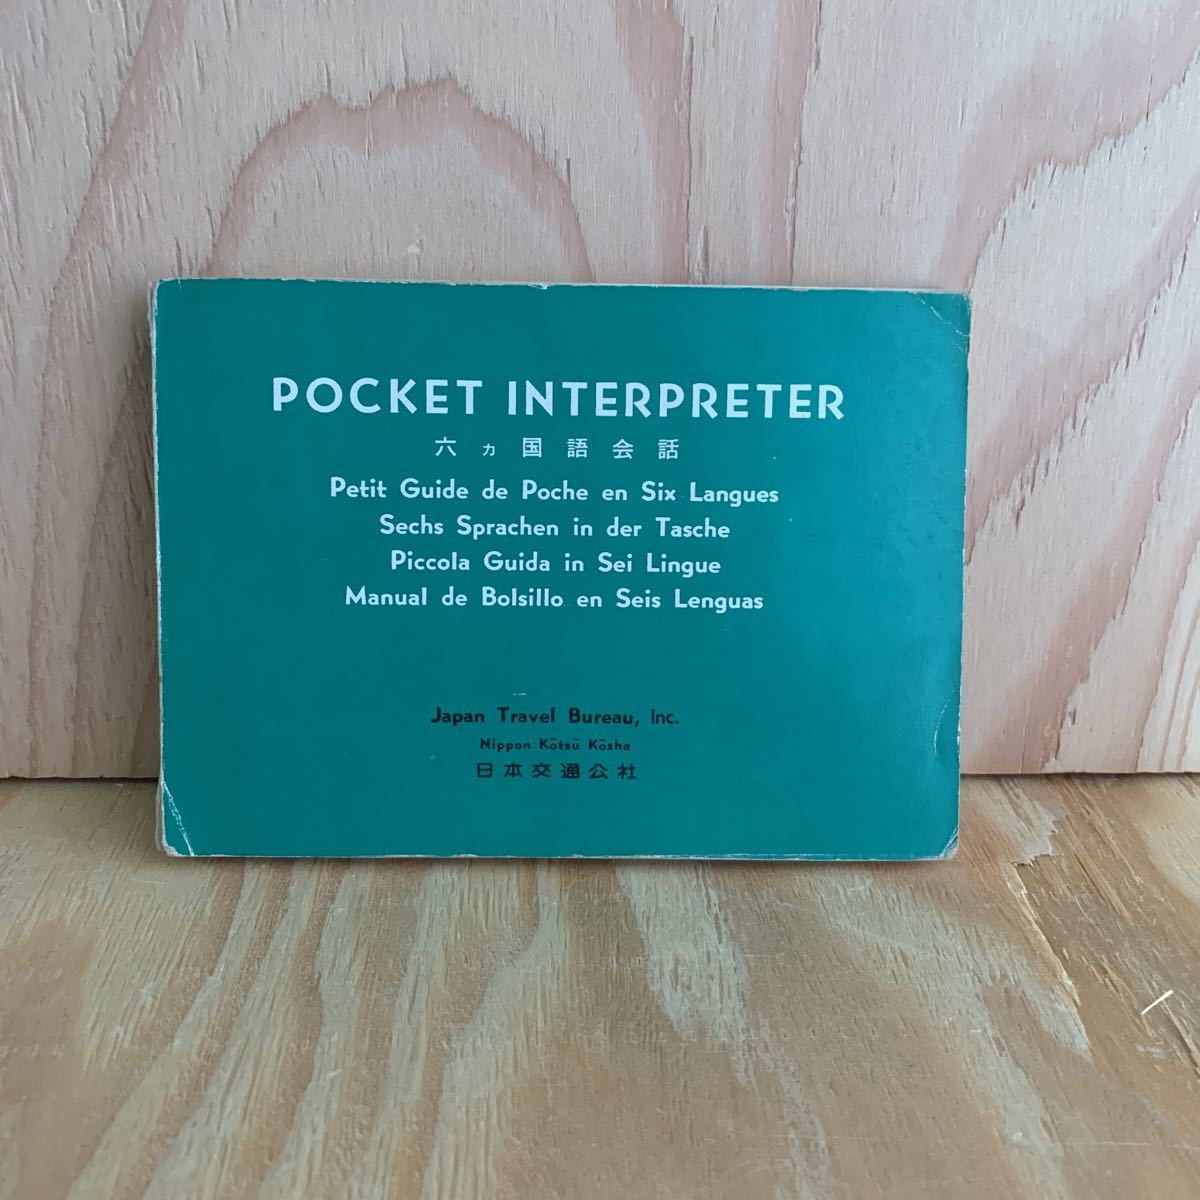 POCKET INTERPRETER
六ヵ国語会話
Petit Guide de Poche en Six Langues
Sechs Sprachen in der Tasche
Piccola Guida in Sei Lingue
Manual de Bolsillo en Seis Lenguas
Japan Travel Bureau, Inc.
Nippon Kōtsū Kōsha
日本交通公社